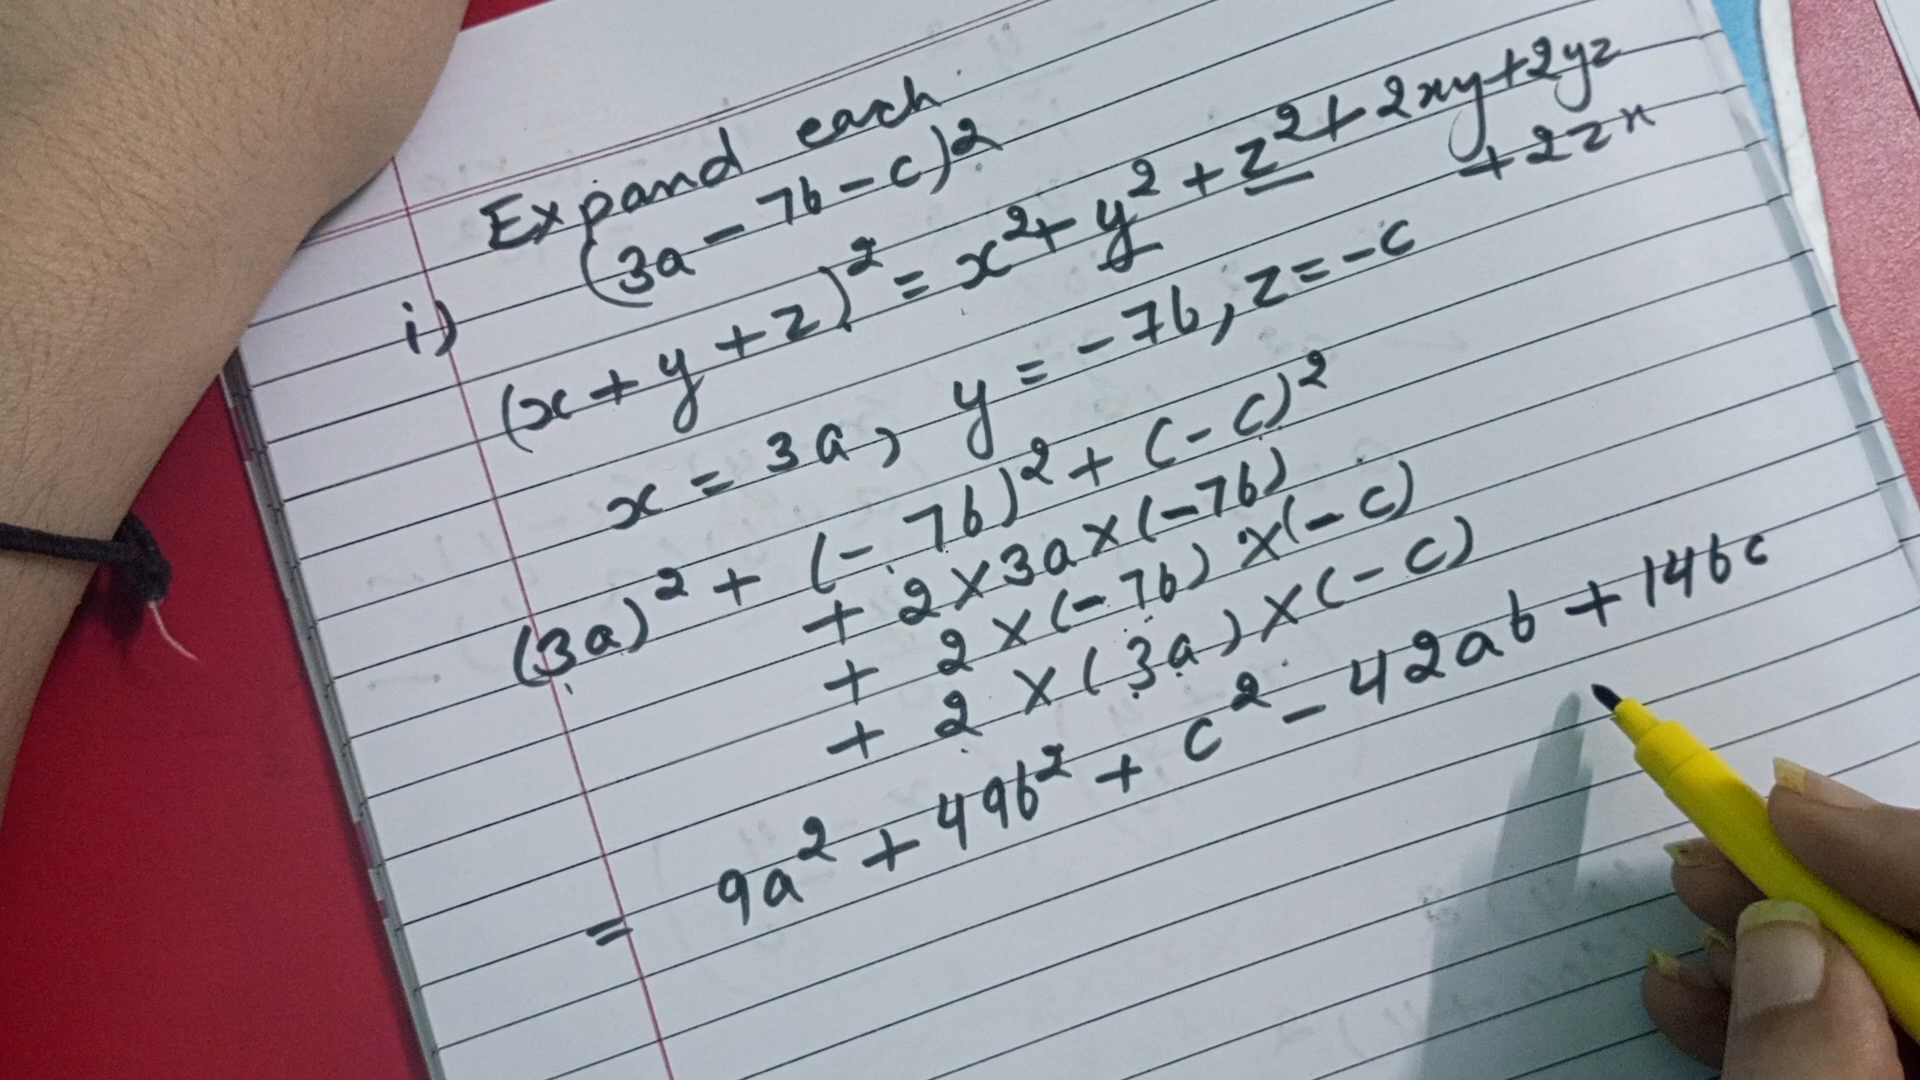 Expand each.
i) (3a - 7b - c)²
(x + y + z)² = x² + y² + z² + 2xy + 2yz
+ 2zx
x = 3a, y = -7b, z = -c
(3a)² + (-7b)² + (-c)²
+ 2×3a×(-7b)
+ 2×(-7b)×(-c)
+ 2×(3a)×(-c)
= 9a² + 49b² + c² - 42ab + 14bc